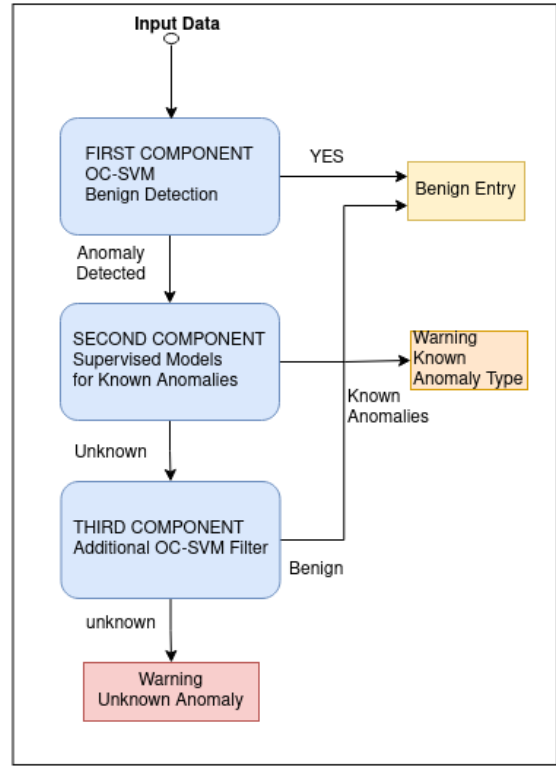 Input Data
FIRST COMPONENT
OC-SVM
Benign Detection
YES
Benign Entry
Anomaly
Detected
SECOND COMPONENT
Supervised Models
for Known Anomalies
Warning
Known
Anomaly Type
Known
Anomalies
Unknown
THIRD COMPONENT
Additional OC-SVM Filter
Benign
unknown
Warning
Unknown Anomaly